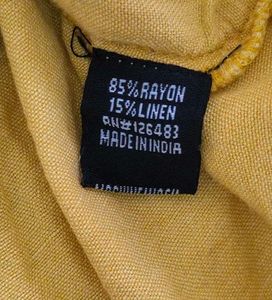 85% RAYON
15% LINEN
RN#126483
MADE IN INDIA